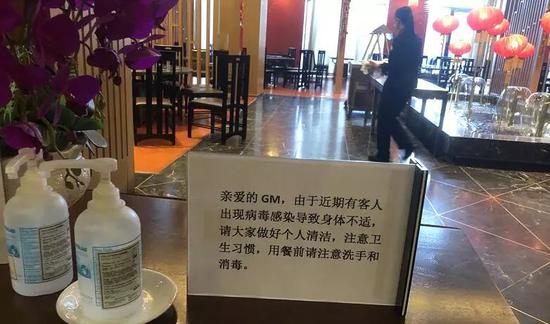 亲爱的 GM，由于近期有客人
出现病毒感染导致身体不适，
请大家做好个人清洁，注意卫
生习惯，用餐前请注意洗手和
消毒。